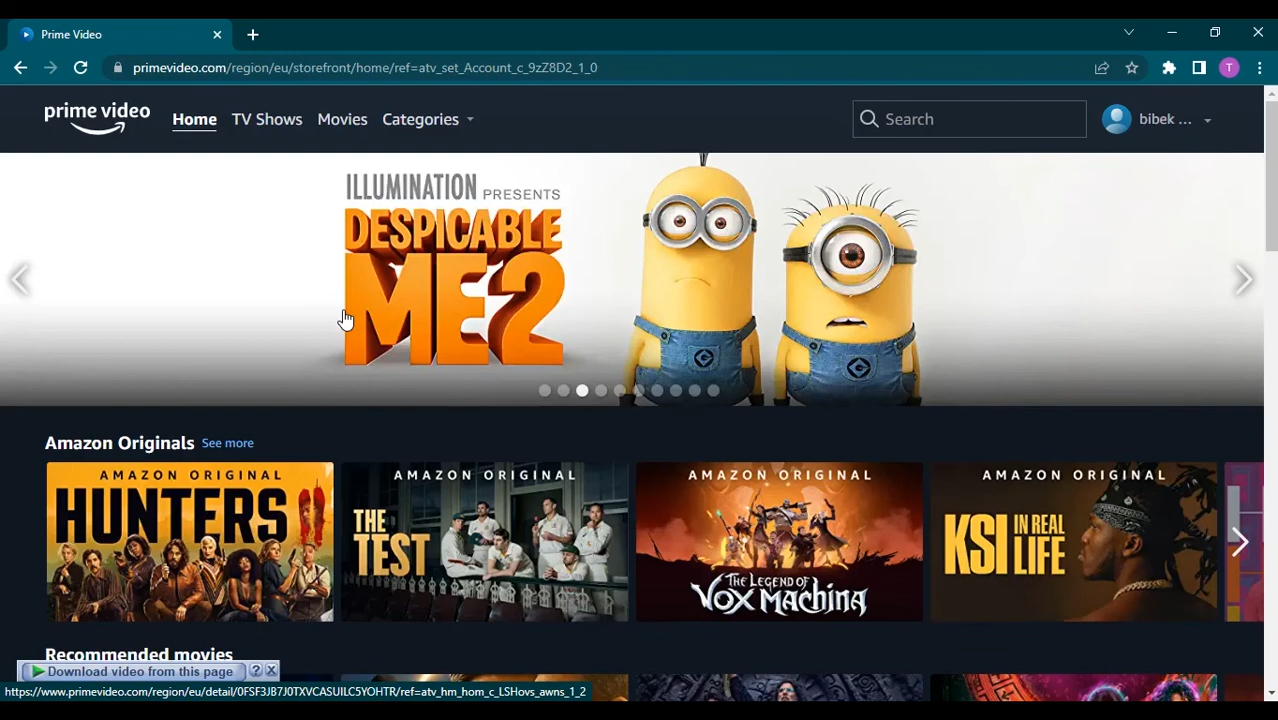 Prime Video
primevideo.com/region/eu/storefront/home/ref=atv_set_Account_c_9zZ8D2_1_0
T
prime video
Home
TV Shows
Movies
Categories
Search
bibek ...
ILLUMINATION PRESENTS
DESPICABLE
ME 2
Amazon Originals See more
AMAZON ORIGINAL
HUNTERS
AMAZON ORIGINAL
THE
TEST
AMAZON ORIGINAL
THE LEGEND OF
VOX MACHINA
AMAZON ORIGINAL
KSI IN REAL
LIFE
Recommended movies
Download video from this page ?
https://www.primevideo.com/region/eu/detail/0FSF3JB7J0TXVCASUILC5YOHTR/ref=atv_hm_hom_c_LSHovs_awns_1_2